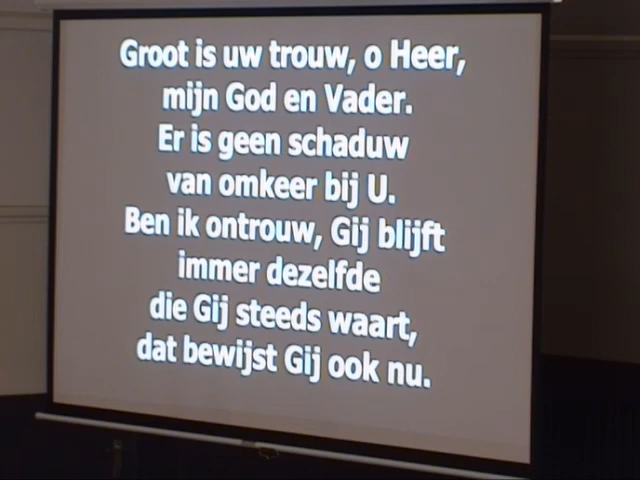 Groot is uw trouw, o Heer,
mijn God en Vader.
Er is geen schaduw
van omkeer bij U.
Ben ik ontrouw, Gij blijft
immer dezelfde
die Gij steeds waart,
dat bewijst Gij ook nu.